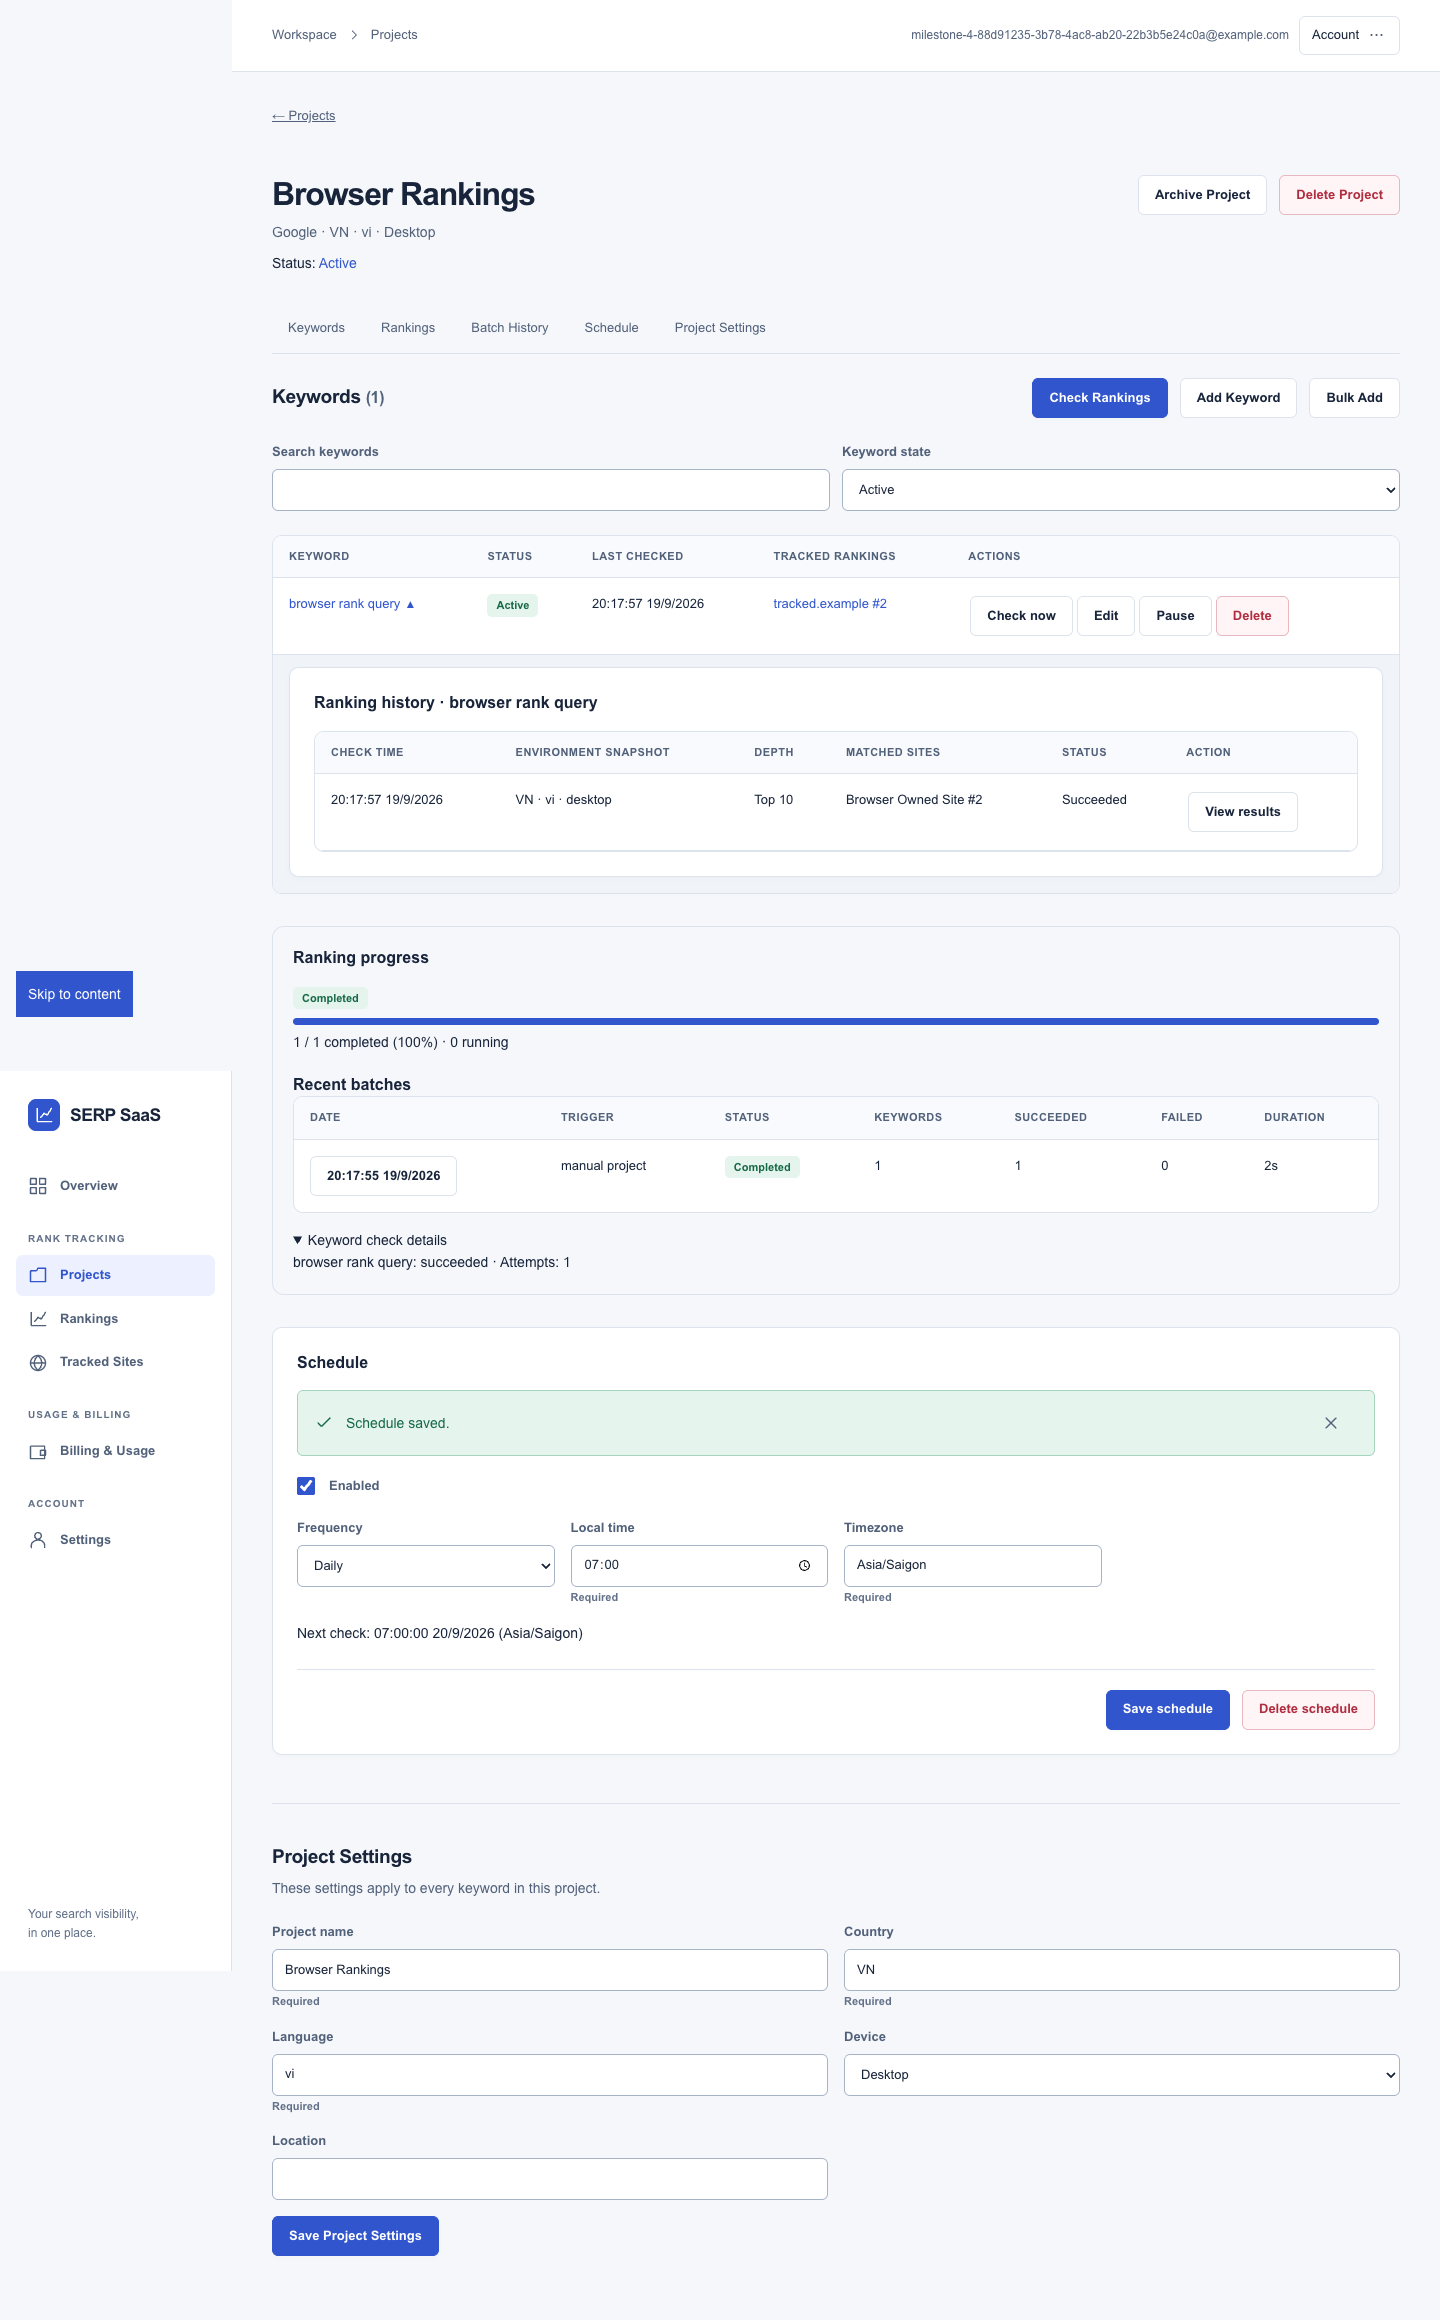 Workspace > Projects
milestone-4-88d91235-3b78-4ac8-ab20-22b3b5e24c0a@example.com
Account ···
← Projects
Browser Rankings
Archive Project
Delete Project
Google · VN · vi · Desktop
Status: Active
Keywords
Rankings
Batch History
Schedule
Project Settings
Keywords (1)
Check Rankings
Add Keyword
Bulk Add
Search keywords
Keyword state
Active
KEYWORD STATUS LAST CHECKED TRACKED RANKINGS ACTIONS
browser rank query ▲ Active 20:17:57 19/9/2026 tracked.example #2 Check now Edit Pause Delete
Ranking history · browser rank query
CHECK TIME ENVIRONMENT SNAPSHOT DEPTH MATCHED SITES STATUS ACTION
20:17:57 19/9/2026 VN · vi · desktop Top 10 Browser Owned Site #2 Succeeded View results
Ranking progress
Completed
1 / 1 completed (100%) · 0 running
Recent batches
DATE TRIGGER STATUS KEYWORDS SUCCEEDED FAILED DURATION
20:17:55 19/9/2026 manual project Completed 1 1 0 2s
▼ Keyword check details
browser rank query: succeeded · Attempts: 1
Skip to content
SERP SaaS
Overview
RANK TRACKING
Projects
Rankings
Tracked Sites
USAGE & BILLING
Billing & Usage
ACCOUNT
Settings
Your search visibility,
in one place.
Schedule
Schedule saved.
Enabled
Frequency
Daily
Local time
07:00
Required
Timezone
Asia/Saigon
Required
Next check: 07:00:00 20/9/2026 (Asia/Saigon)
Save schedule
Delete schedule
Project Settings
These settings apply to every keyword in this project.
Project name
Browser Rankings
Required
Country
VN
Required
Language
vi
Required
Device
Desktop
Location
Save Project Settings